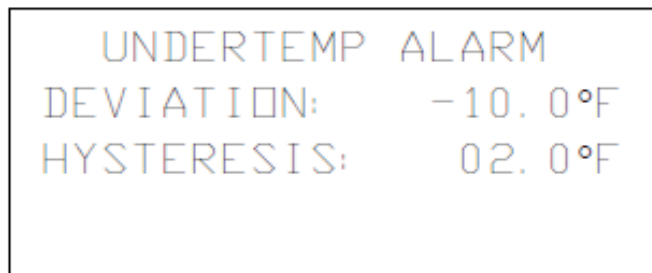 UNDERTEMP ALARM
DEVIATION: -10.0°F
HYSTERESIS: 02.0°F